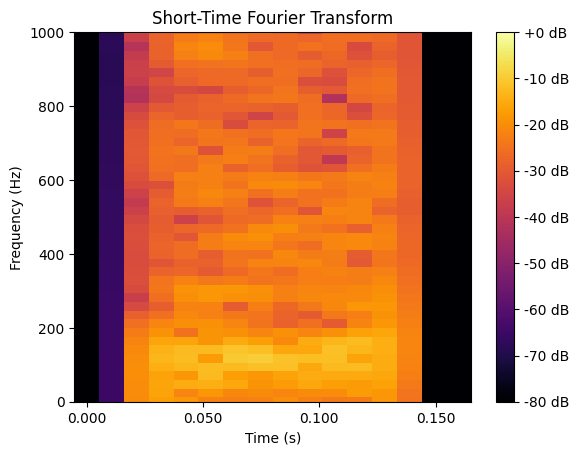 Short-Time Fourier Transform
1000
800
600
400
200
0
Frequency (Hz)
0.000
0.050
0.100
0.150
Time (s)
+0 dB
-10 dB
-20 dB
-30 dB
-40 dB
-50 dB
-60 dB
-70 dB
-80 dB